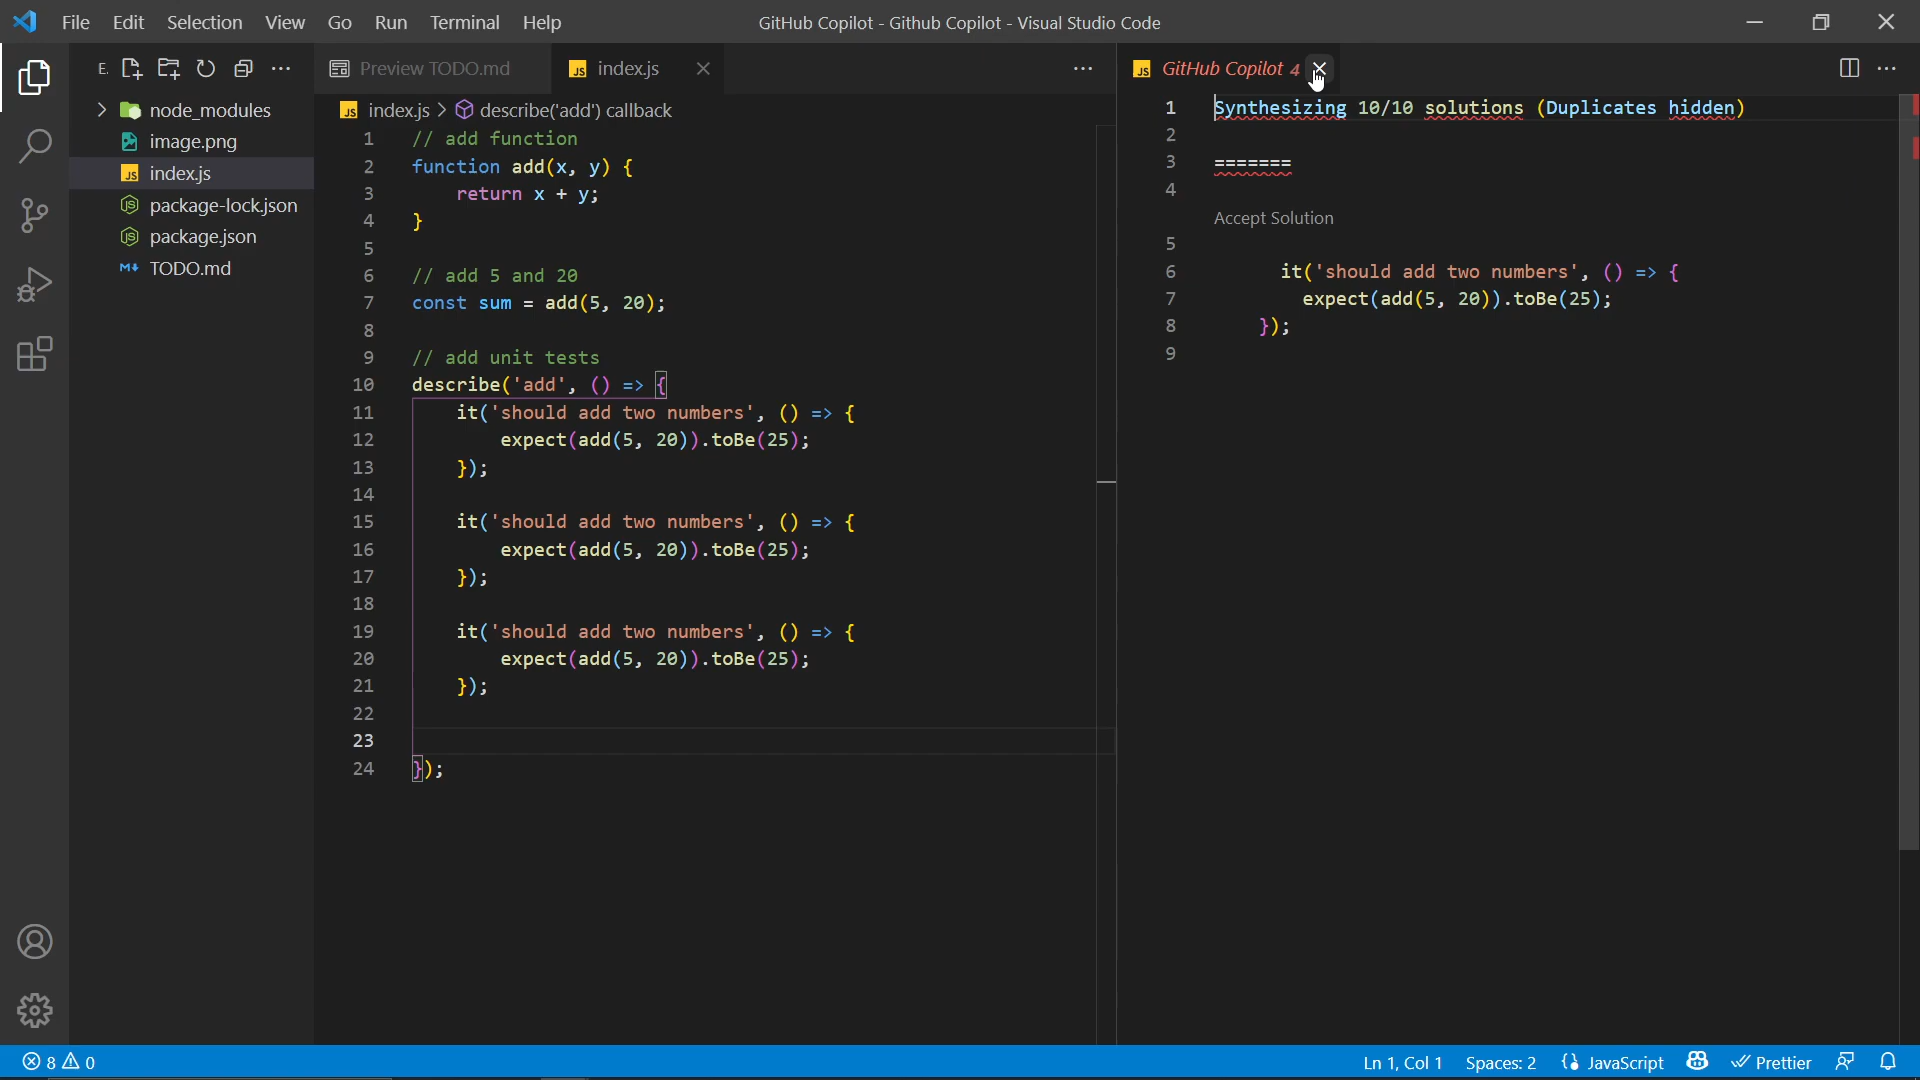 File Edit Selection View Go Run Terminal Help
GitHub Copilot - Github Copilot - Visual Studio Code
E.
node_modules
image.png
index.js
package-lock.json
package.json
TODO.md
Preview TODO.md
index.js
index.js > describe('add') callback
1 // add function
2 function add(x, y) {
3 return x + y;
4 }
5
6 // add 5 and 20
7 const sum = add(5, 20);
8
9 // add unit tests
10 describe('add', () => {
11 it('should add two numbers', () => {
12 expect(add(5, 20)).toBe(25);
13 });
14
15 it('should add two numbers', () => {
16 expect(add(5, 20)).toBe(25);
17 });
18
19 it('should add two numbers', () => {
20 expect(add(5, 20)).toBe(25);
21 });
22
23
24 });
JS GitHub Copilot 4
1 Synthesizing 10/10 solutions (Duplicates hidden)
2
3 =======
4
Accept Solution
5
6 it('should add two numbers', () => {
7 expect(add(5, 20)).toBe(25);
8 });
9
8 0
Ln 1, Col 1 Spaces: 2 JavaScript Prettier